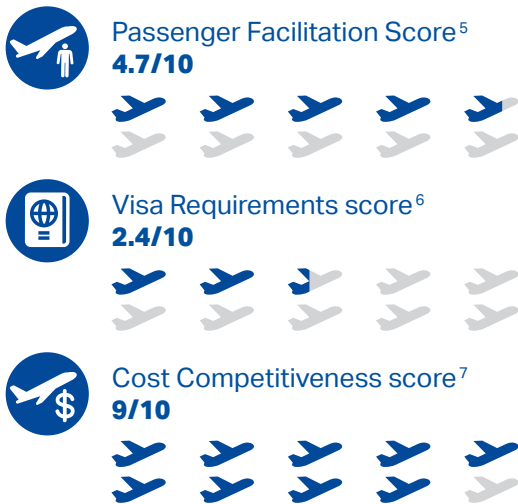 Passenger Facilitation Score⁵
4.7/10
Visa Requirements score⁶
2.4/10
$
Cost Competitiveness score⁷
9/10